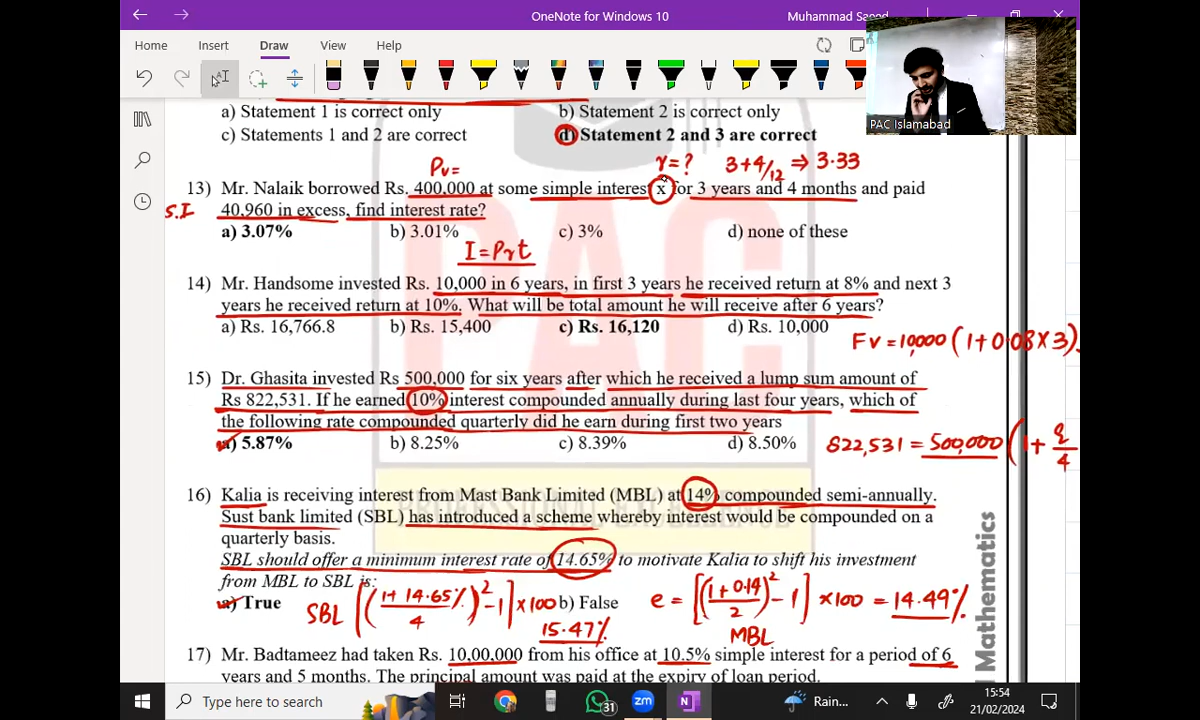 OneNote for Windows 10
Muhammad Saeed
Home Insert Draw View Help
PAC Islamabad
a) Statement 1 is correct only b) Statement 2 is correct only
c) Statements 1 and 2 are correct d) Statement 2 and 3 are correct
Pv= r=? 3+4/12 ⇒ 3.33
13) Mr. Nalaik borrowed Rs. 400,000 at some simple interest x for 3 years and 4 months and paid
S.I 40,960 in excess, find interest rate?
a) 3.07% b) 3.01% c) 3% d) none of these
I=Prt
14) Mr. Handsome invested Rs. 10,000 in 6 years, in first 3 years he received return at 8% and next 3
years he received return at 10%. What will be total amount he will receive after 6 years?
a) Rs. 16,766.8 b) Rs. 15,400 c) Rs. 16,120 d) Rs. 10,000
FV = 10,000 (1+0.08×3)
15) Dr. Ghasita invested Rs 500,000 for six years after which he received a lump sum amount of
Rs 822,531. If he earned 10% interest compounded annually during last four years, which of
the following rate compounded quarterly did he earn during first two years
a) 5.87% b) 8.25% c) 8.39% d) 8.50%
822,531 = 500,000 (1+ r/4
16) Kalia is receiving interest from Mast Bank Limited (MBL) at 14% compounded semi-annually.
Sust bank limited (SBL) has introduced a scheme whereby interest would be compounded on a
quarterly basis.
SBL should offer a minimum interest rate of 14.65% to motivate Kalia to shift his investment
from MBL to SBL is:
a) True b) False
SBL [(1+ 14.65%/4)² -1] ×100
15.47%
e = [(1+0.14/2)² -1] ×100 = 14.49%
MBL
17) Mr. Badtameez had taken Rs. 10,00,000 from his office at 10.5% simple interest for a period of 6
years and 5 months. The principal amount was paid at the expiry of loan period.
Mathematics
PAC
Type here to search
31
zm
N
Rain...
15:54
21/02/2024